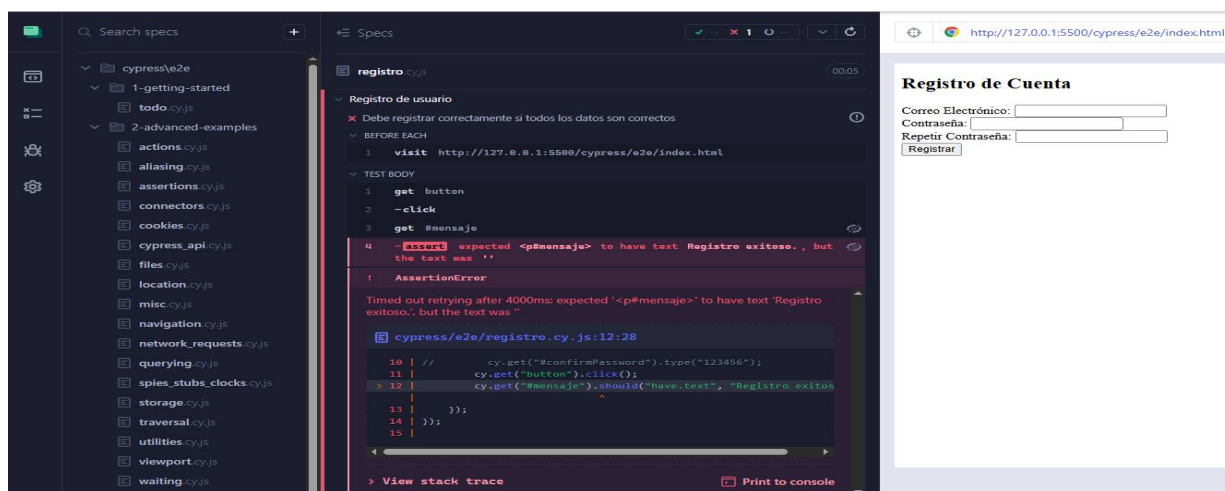 Search specs
+
cypress\e2e
1-getting-started
todo.cy.js
2-advanced-examples
actions.cy.js
aliasing.cy.js
assertions.cy.js
connectors.cy.js
cookies.cy.js
cypress_api.cy.js
files.cy.js
location.cy.js
misc.cy.js
navigation.cy.js
network_requests.cy.js
querying.cy.js
spies_stubs_clocks.cy.js
storage.cy.js
traversal.cy.js
utilities.cy.js
viewport.cy.js
waiting.cy.js
Specs
✓ -- × 1 --
registro.cy.js 00:05
Registro de usuario
× Debe registrar correctamente si todos los datos son correctos
BEFORE EACH
1 visit http://127.0.0.1:5500/cypress/e2e/index.html
TEST BODY
1 get button
2 -click
3 get #mensaje
4 -assert expected <p#mensaje> to have text Registro exitoso., but
the text was ''
! AssertionError
Timed out retrying after 4000ms: expected '<p#mensaje>' to have text 'Registro
exitoso.', but the text was ''
cypress/e2e/registro.cy.js:12:28
10 | // cy.get("#confirmPassword").type("123456");
11 | cy.get("button").click();
> 12 | cy.get("#mensaje").should("have.text", "Registro exitos
| ^
13 | });
14 | });
15 |
> View stack trace Print to console
http://127.0.0.1:5500/cypress/e2e/index.html
Registro de Cuenta
Correo Electrónico:
Contraseña:
Repetir Contraseña:
Registrar